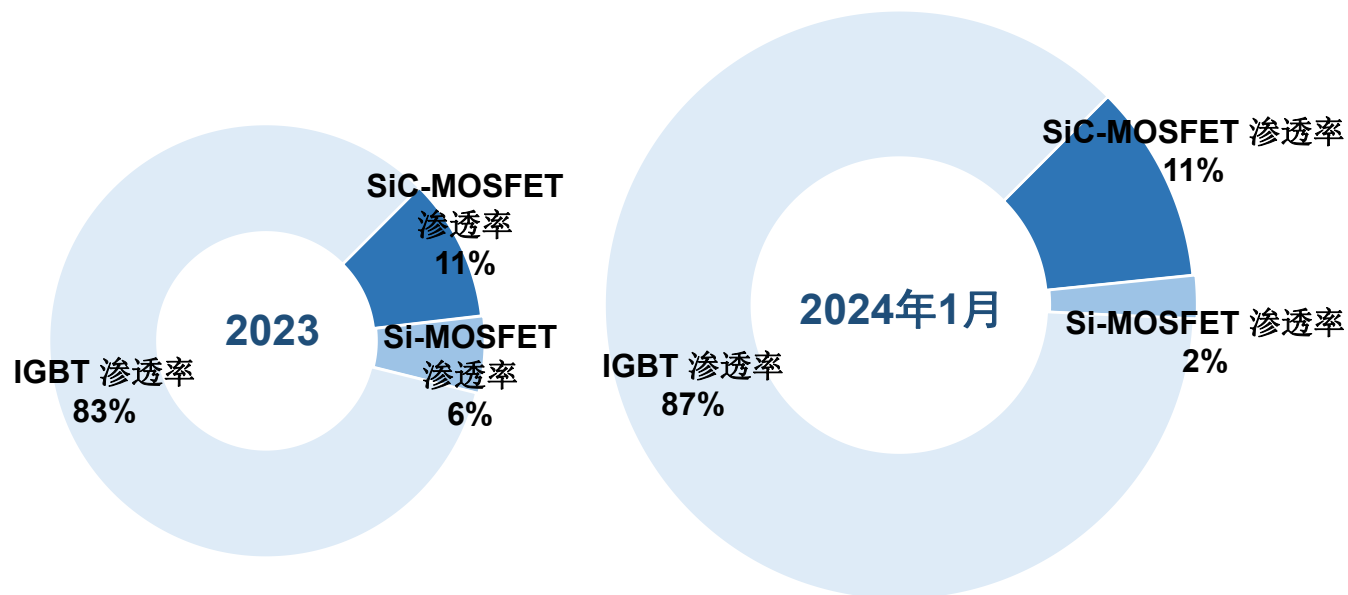 SiC-MOSFET
渗透率
11%
2023
Si-MOSFET
渗透率
6%
IGBT 渗透率
83%
SiC-MOSFET 渗透率
11%
2024年1月
Si-MOSFET 渗透率
2%
IGBT 渗透率
87%